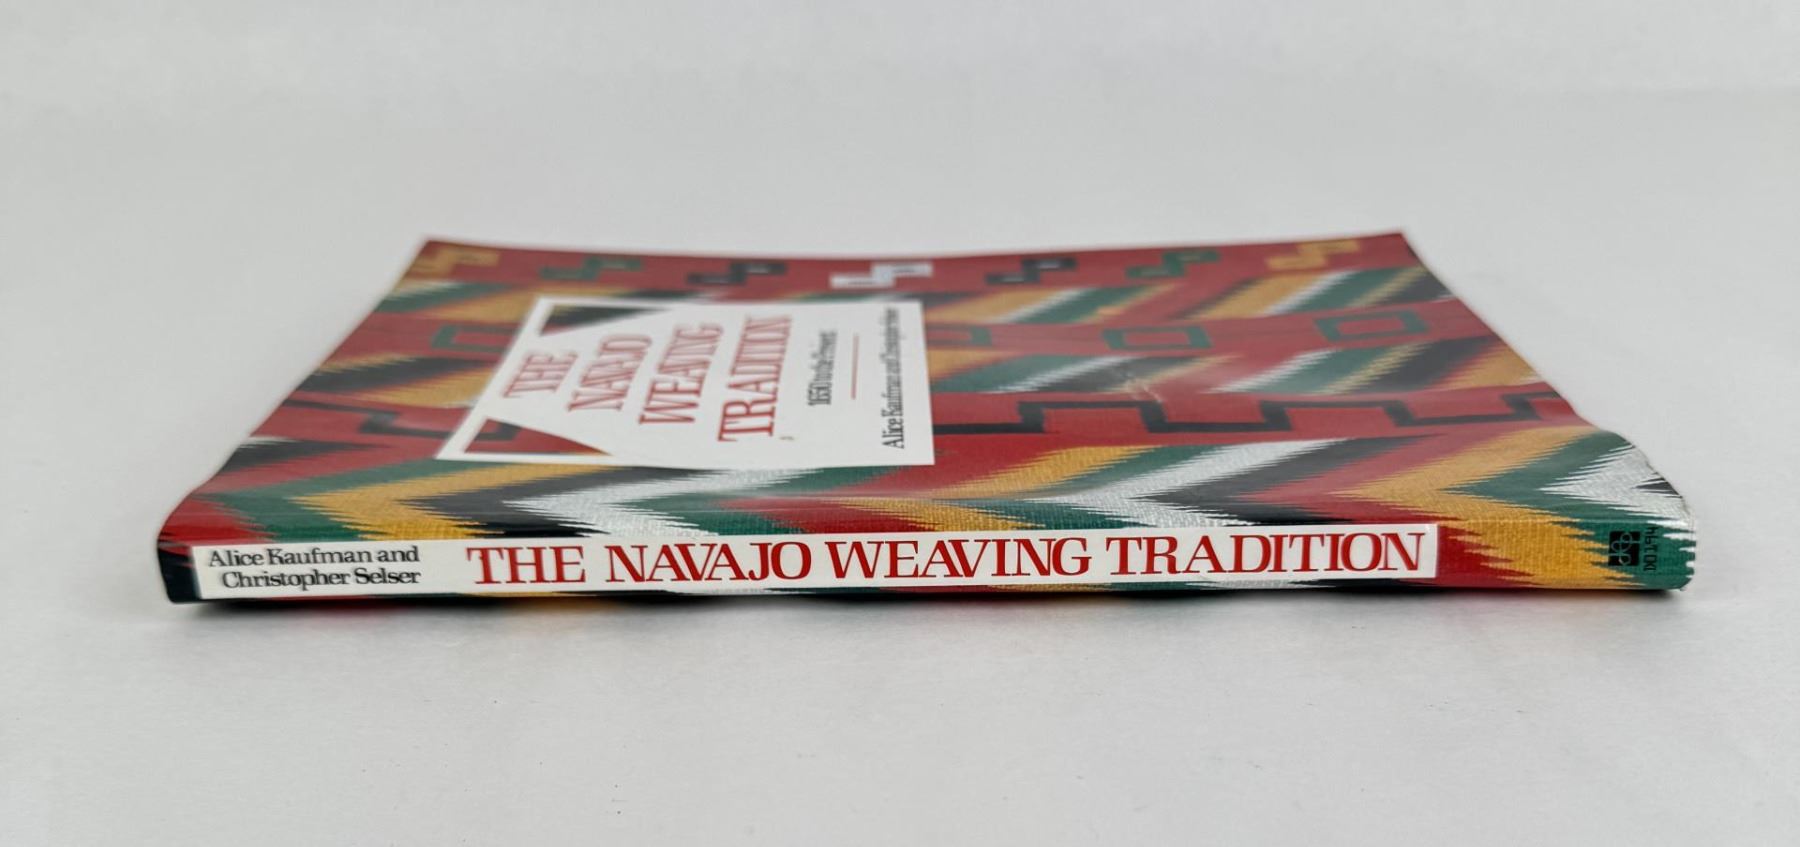 THE
NAVAJO
WEAVING
TRADITION
1650 to the Present
Alice Kaufman and Christopher Selser
Alice Kaufman and
Christopher Selser
THE NAVAJO WEAVING TRADITION